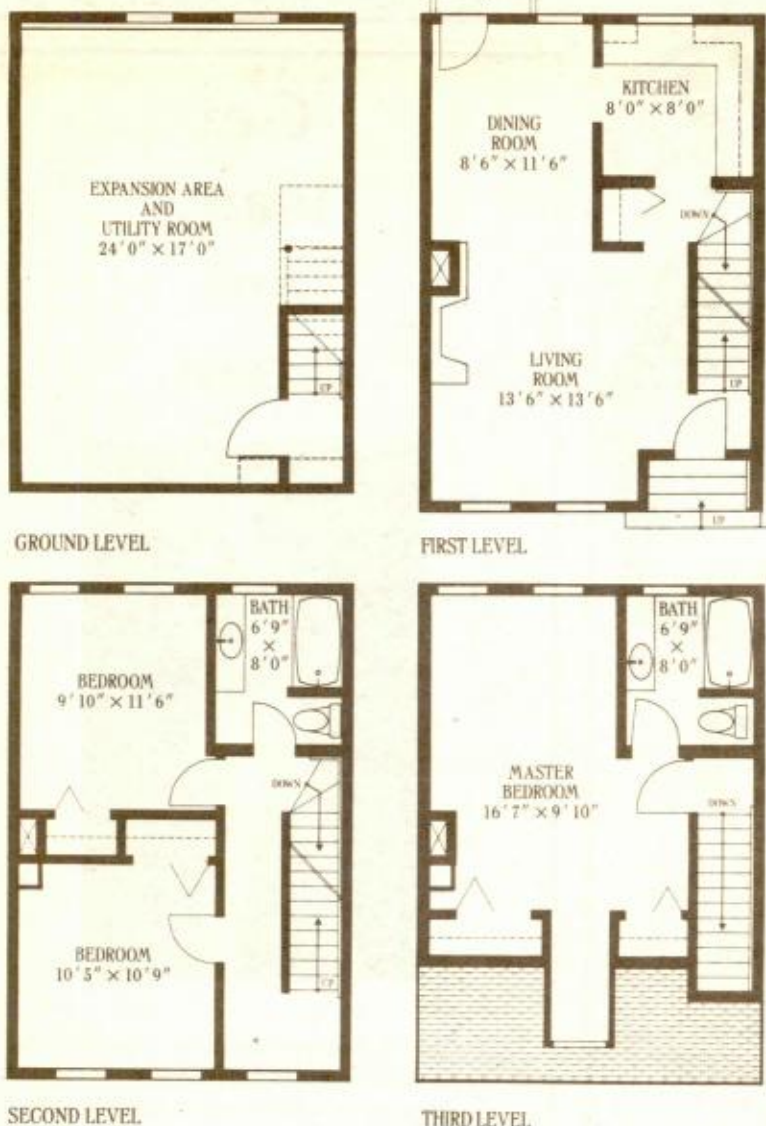 EXPANSION AREA
AND
UTILITY ROOM
24'0" × 17'0"
UP
GROUND LEVEL
KITCHEN
8'0" × 8'0"
DINING
ROOM
8'6" × 11'6"
DOWN
LIVING
ROOM
13'6" × 13'6"
UP
UP
FIRST LEVEL
BATH
6'9"
×
8'0"
BEDROOM
9'10" × 11'6"
DOWN
BEDROOM
10'5" × 10'9"
UP
SECOND LEVEL
BATH
6'9"
×
8'0"
MASTER
BEDROOM
16'7" × 9'10"
DOWN
THIRD LEVEL